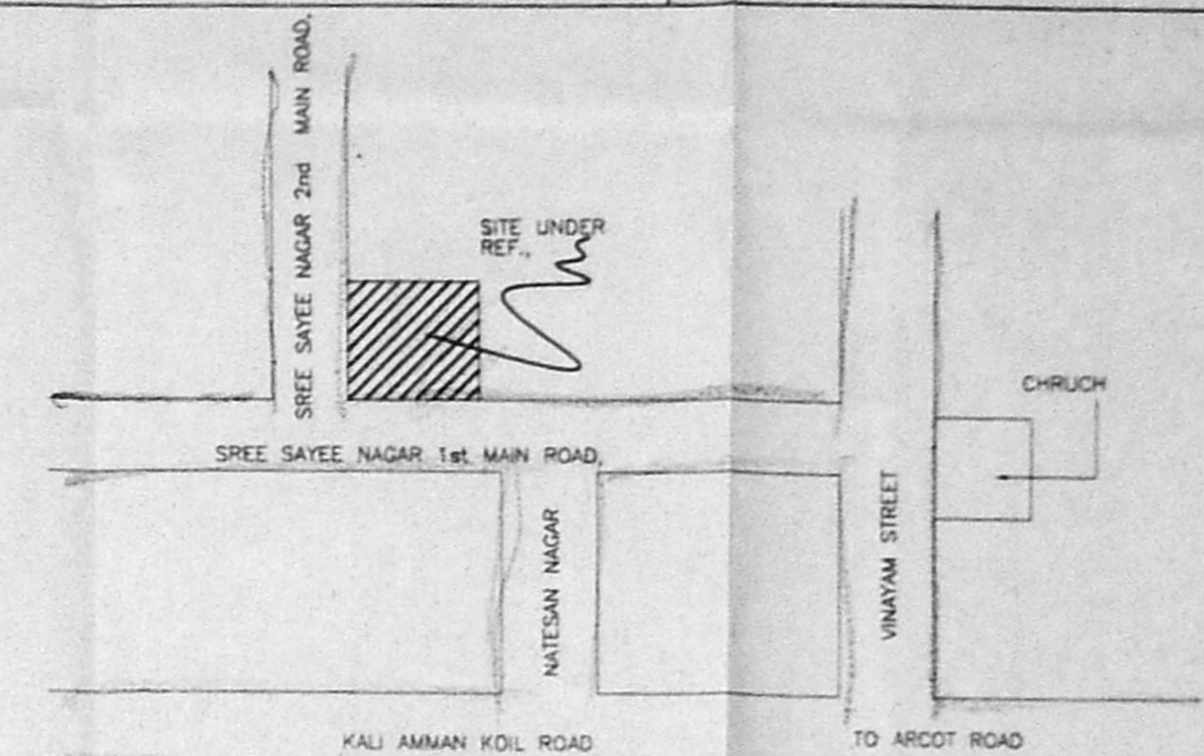 SREE SAYEE NAGAR 2nd MAIN ROAD,
SITE UNDER
REF.,
CHRUCH
SREE SAYEE NAGAR 1st MAIN ROAD,
NATESAN NAGAR
VINAYAM STREET
KALI AMMAN KOIL ROAD
TO ARCOT ROAD